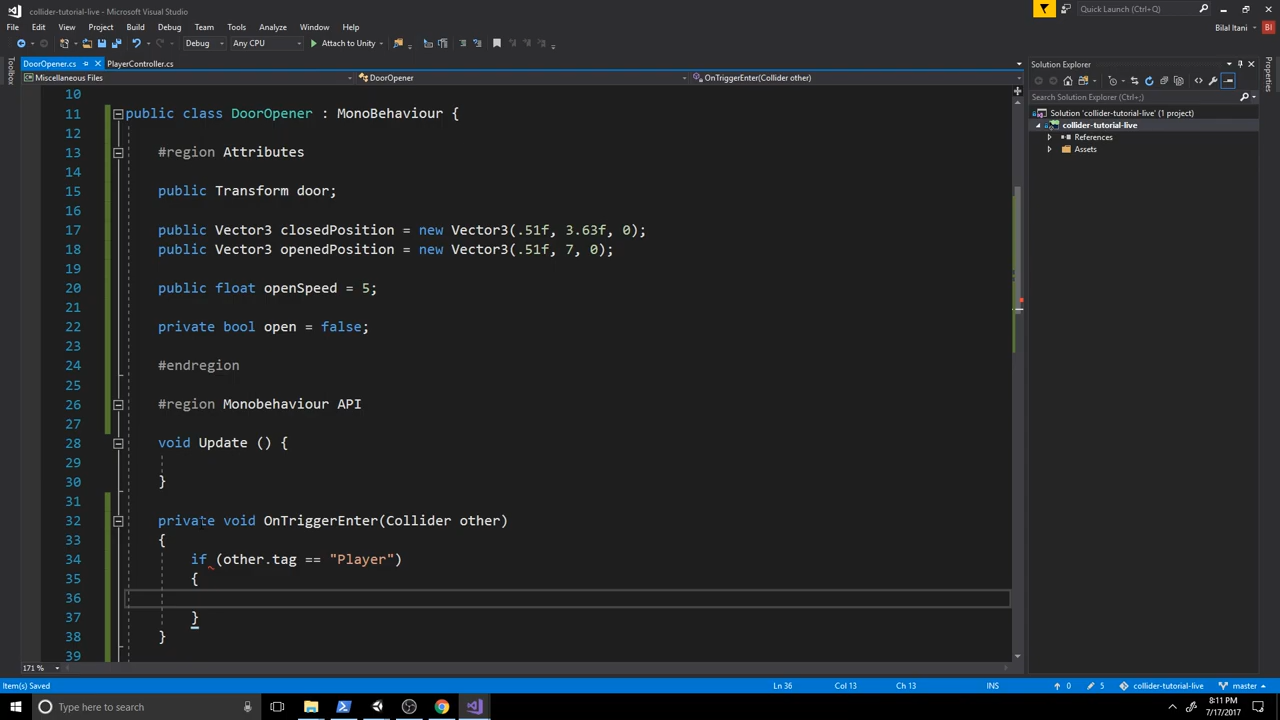 collider-tutorial-live - Microsoft Visual Studio
Quick Launch (Ctrl+Q)
File Edit View Project Build Debug Team Tools Analyze Window Help
Bilal Itani BI
Debug Any CPU Attach to Unity
Toolbox
DoorOpener.cs PlayerController.cs
Solution Explorer
Properties
Miscellaneous Files DoorOpener OnTriggerEnter(Collider other)
Search Solution Explorer (Ctrl+;)
Solution 'collider-tutorial-live' (1 project)
collider-tutorial-live
References
Assets
10
11 public class DoorOpener : MonoBehaviour {
12
13 #region Attributes
14
15 public Transform door;
16
17 public Vector3 closedPosition = new Vector3(.51f, 3.63f, 0);
18 public Vector3 openedPosition = new Vector3(.51f, 7, 0);
19
20 public float openSpeed = 5;
21
22 private bool open = false;
23
24 #endregion
25
26 #region Monobehaviour API
27
28 void Update () {
29
30 }
31
32 private void OnTriggerEnter(Collider other)
33 {
34 if (other.tag == "Player")
35 {
36
37 }
38 }
39
171 %
Item(s) Saved Ln 36 Col 13 Ch 13 INS 0 5 collider-tutorial-live master
Type here to search
8:11 PM
7/17/2017